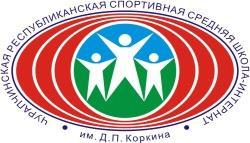 ЧУРАПЧИНСКАЯ РЕСПУБЛИКАНСКАЯ СПОРТИВНАЯ СРЕДНЯЯ ШКОЛА-ИНТЕРНАТ
им. Д.П. Коркина